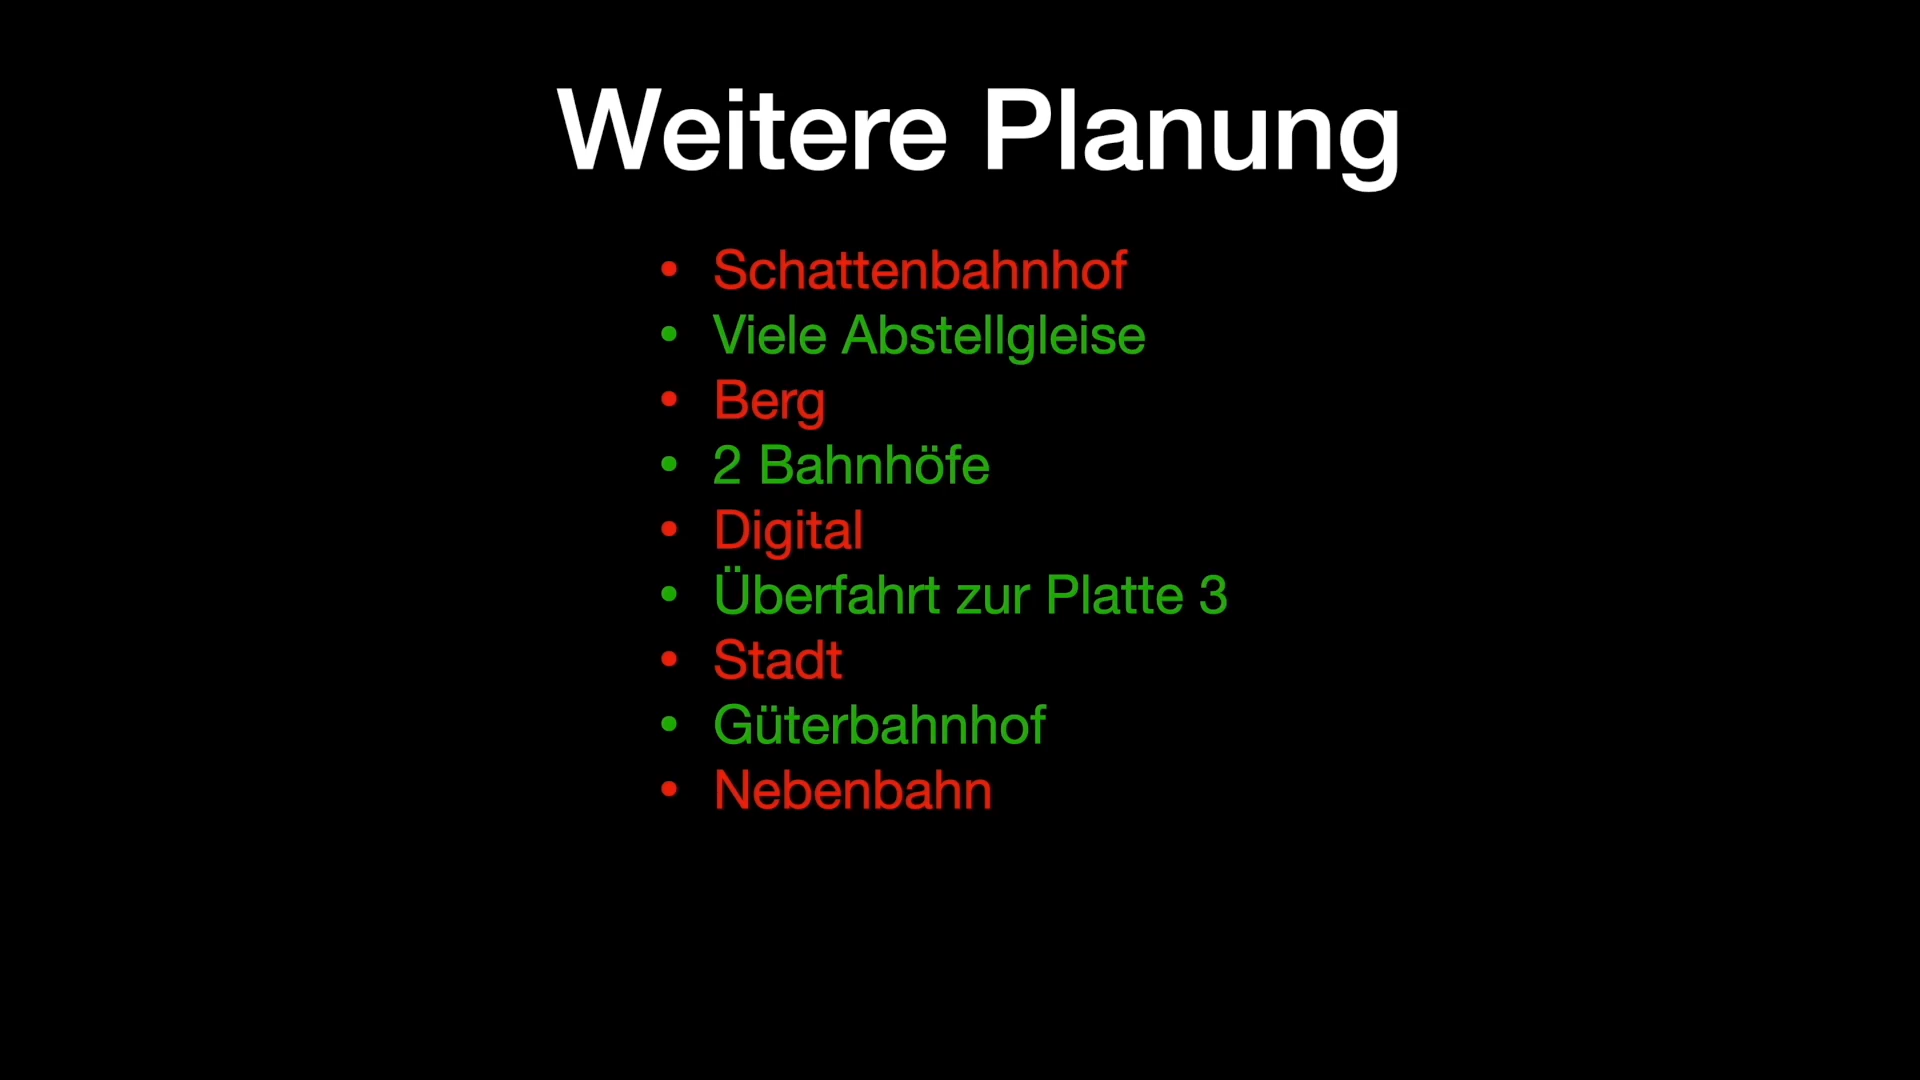 Weitere Planung
• Schattenbahnhof
• Viele Abstellgleise
• Berg
• 2 Bahnhöfe
• Digital
• Überfahrt zur Platte 3
• Stadt
• Güterbahnhof
• Nebenbahn